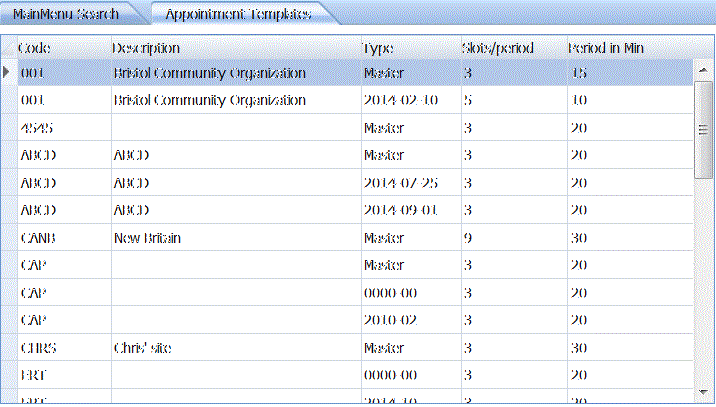 MainMenu Search Appointment Templates
Code Description Type Slots/period Period in Min
001 Bristol Community Organization Master 3 15
001 Bristol Community Organization 2014-02-10 5 10
4545 Master 3 20
ABCD ABCD Master 3 20
ABCD ABCD 2014-07-25 3 20
ABCD ABCD 2014-09-01 3 20
CANB New Britain Master 9 30
CAP Master 3 20
CAP 0000-00 3 20
CAP 2010-02 3 20
CHRS Chris' site Master 3 30
ERT 0000-00 3 20
ERT 2014-10 3 20